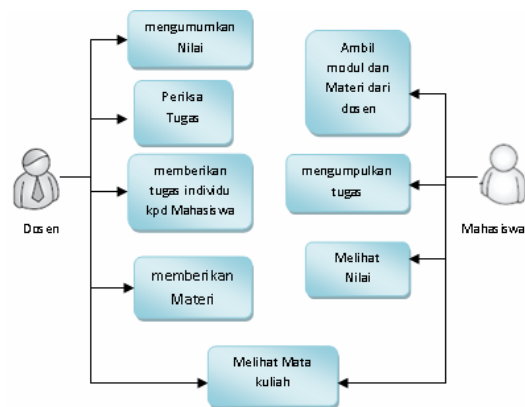 mengumumkan
Nilai
Periksa
Tugas
memberikan
tugas individu
kpd Mahasiswa
Dosen
memberikan
Materi
Ambil
modul dan
Materi dari
dosen
mengumpulkan
tugas
Mahasiswa
Melihat
Nilai
Melihat Mata
kuliah